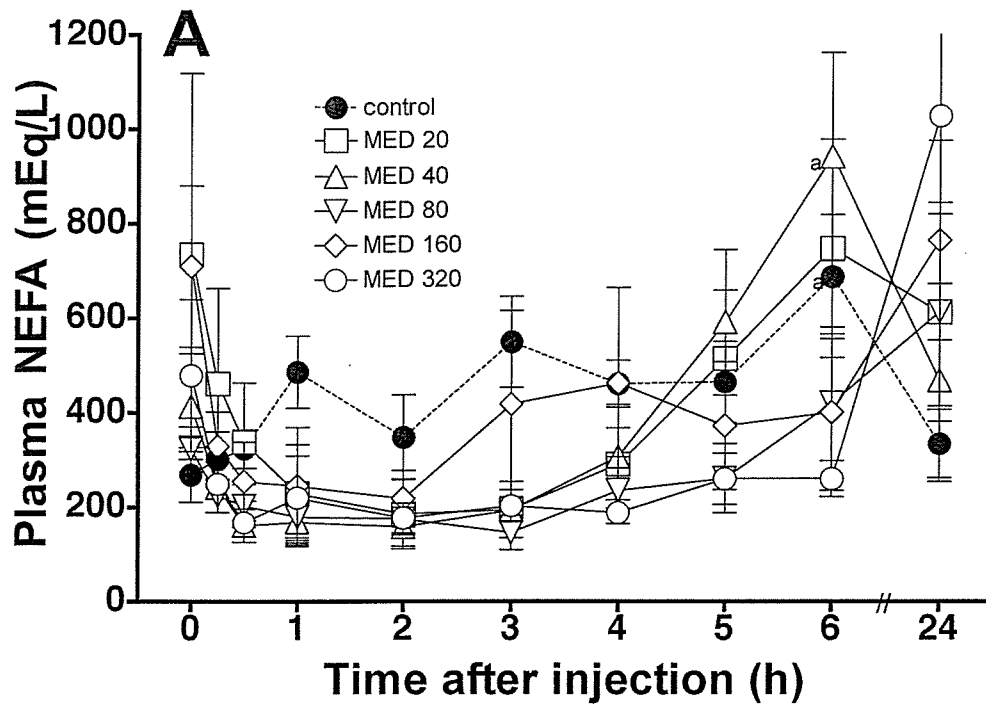 A
1200
1000
800
600
400
200
0
Plasma NEFA (mEq/L)
control
MED 20
MED 40
MED 80
MED 160
MED 320
a
a
0 1 2 3 4 5 6 // 24
Time after injection (h)